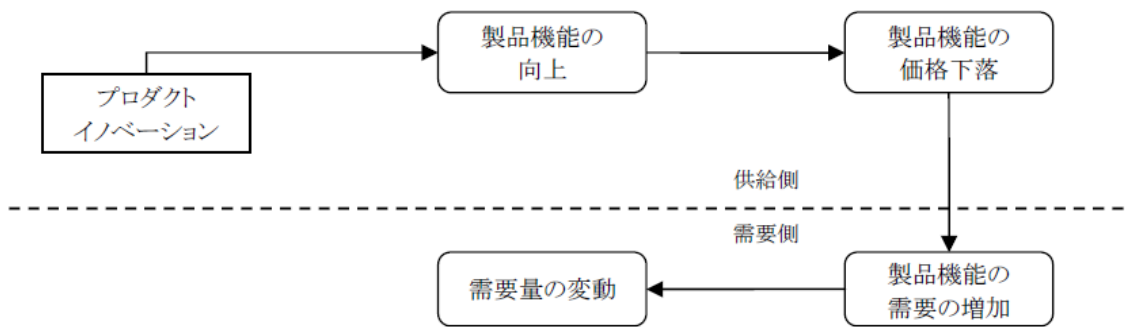 製品機能の
向上
製品機能の
価格下落
プロダクト
イノベーション
供給側
需要側
需要量の変動
製品機能の
需要の増加